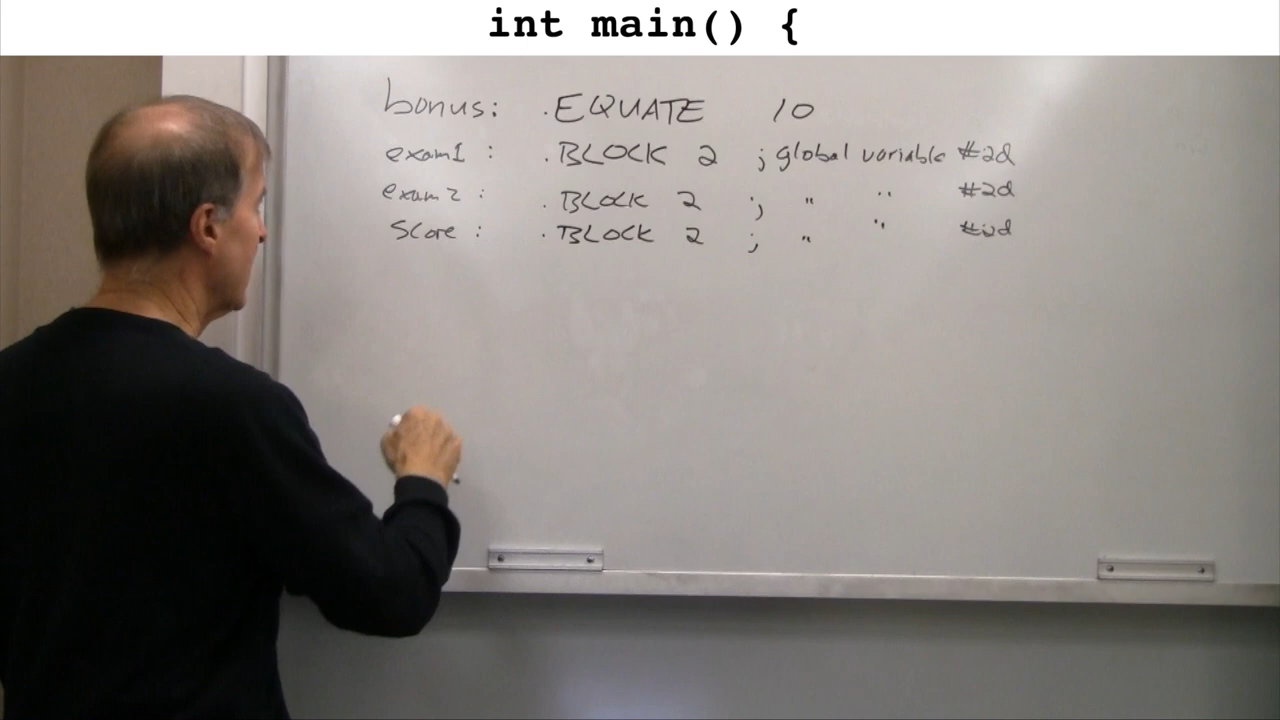 int main() {
bonus: .EQUATE 10
exam1 : .BLOCK 2 ; global variable #2d
exam2 : .BLOCK 2 ; " " #2d
Score : .BLOCK 2 ; " " #2d